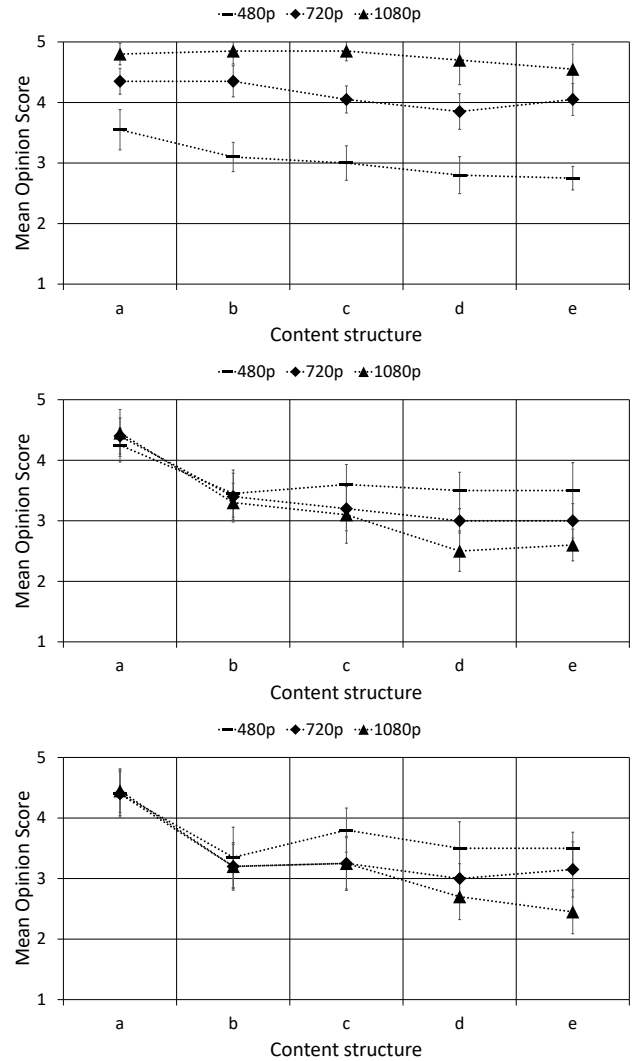 480p 720p 1080p
5
4
3
2
1
Mean Opinion Score
a b c d e
Content structure
480p 720p 1080p
5
4
3
2
1
Mean Opinion Score
a b c d e
Content structure
480p 720p 1080p
5
4
3
2
1
Mean Opinion Score
a b c d e
Content structure